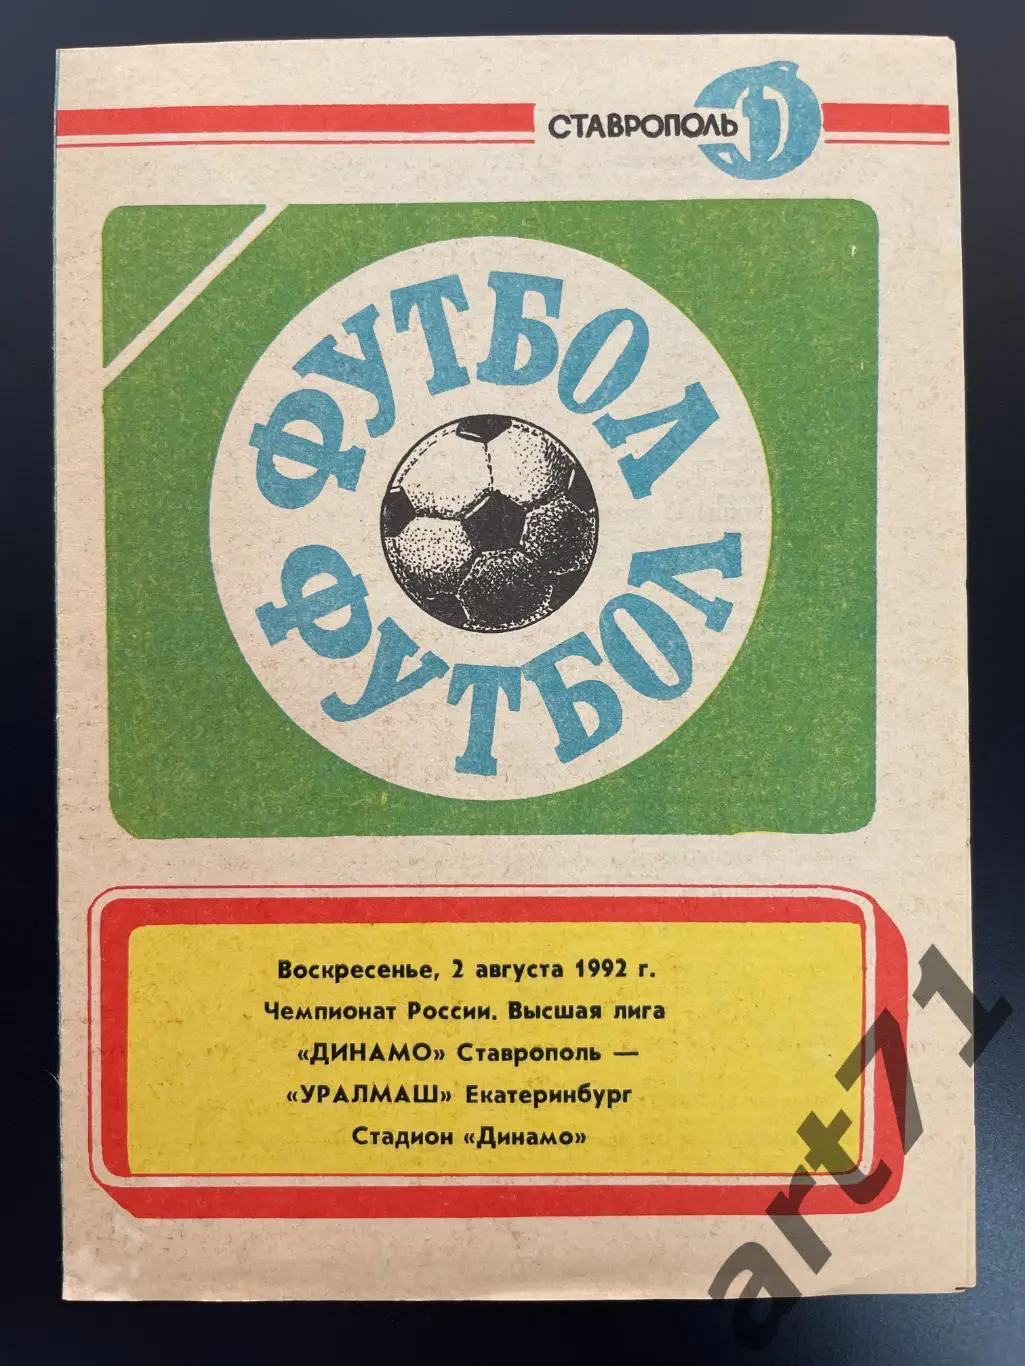 СТАВРОПОЛЬ Д
ФУТБОЛ
ФУТБОЛ
Воскресенье, 2 августа 1992 г.
Чемпионат России. Высшая лига
«ДИНАМО» Ставрополь —
«УРАЛМАШ» Екатеринбург
Стадион «Динамо»
art71